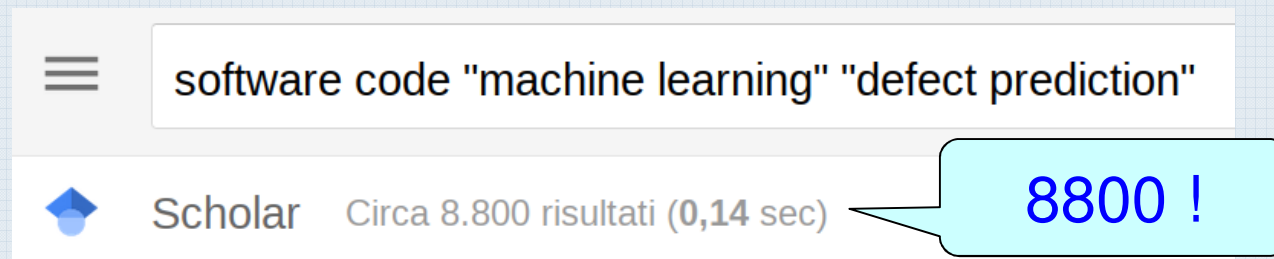 software code "machine learning" "defect prediction"
Scholar Circa 8.800 risultati (0,14 sec)
8800 !